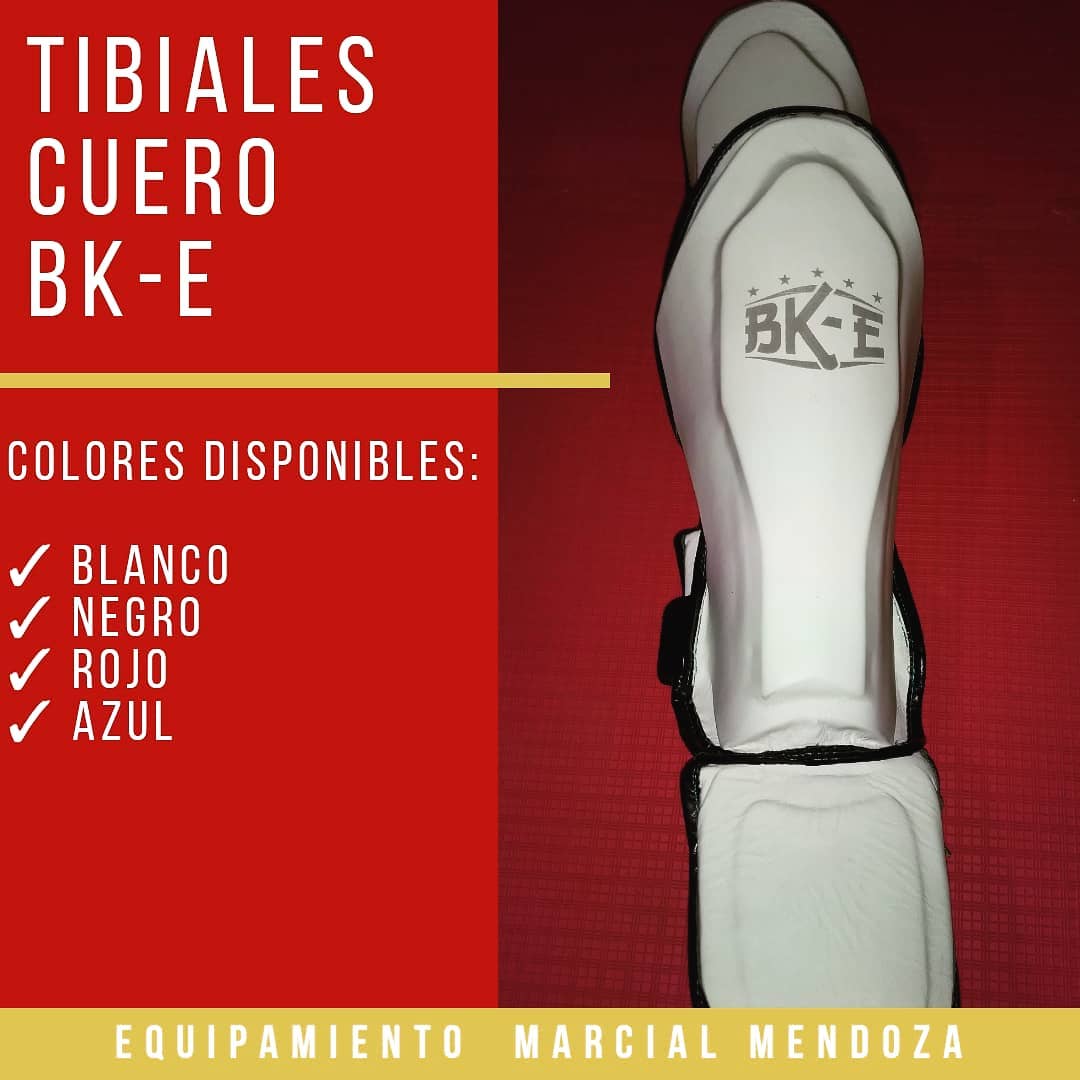 TIBIALES
CUERO
BK-E
COLORES DISPONIBLES:
✓ BLANCO
✓ NEGRO
✓ ROJO
✓ AZUL
BK-E
EQUIPAMIENTO MARCIAL MENDOZA